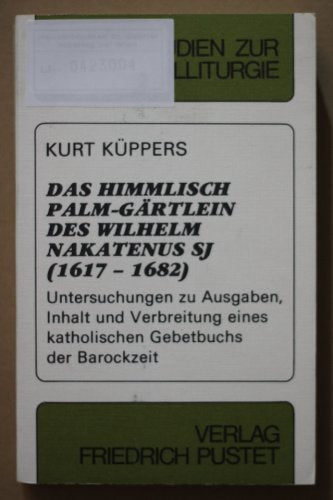 0423004
DIEN ZUR
LLITURGIE
KURT KÜPPERS
DAS HIMMLISCH
PALM-GÄRTLEIN
DES WILHELM
NAKATENUS SJ
(1617 – 1682)
Untersuchungen zu Ausgaben,
Inhalt und Verbreitung eines
katholischen Gebetbuchs
der Barockzeit
VERLAG
FRIEDRICH PUSTET